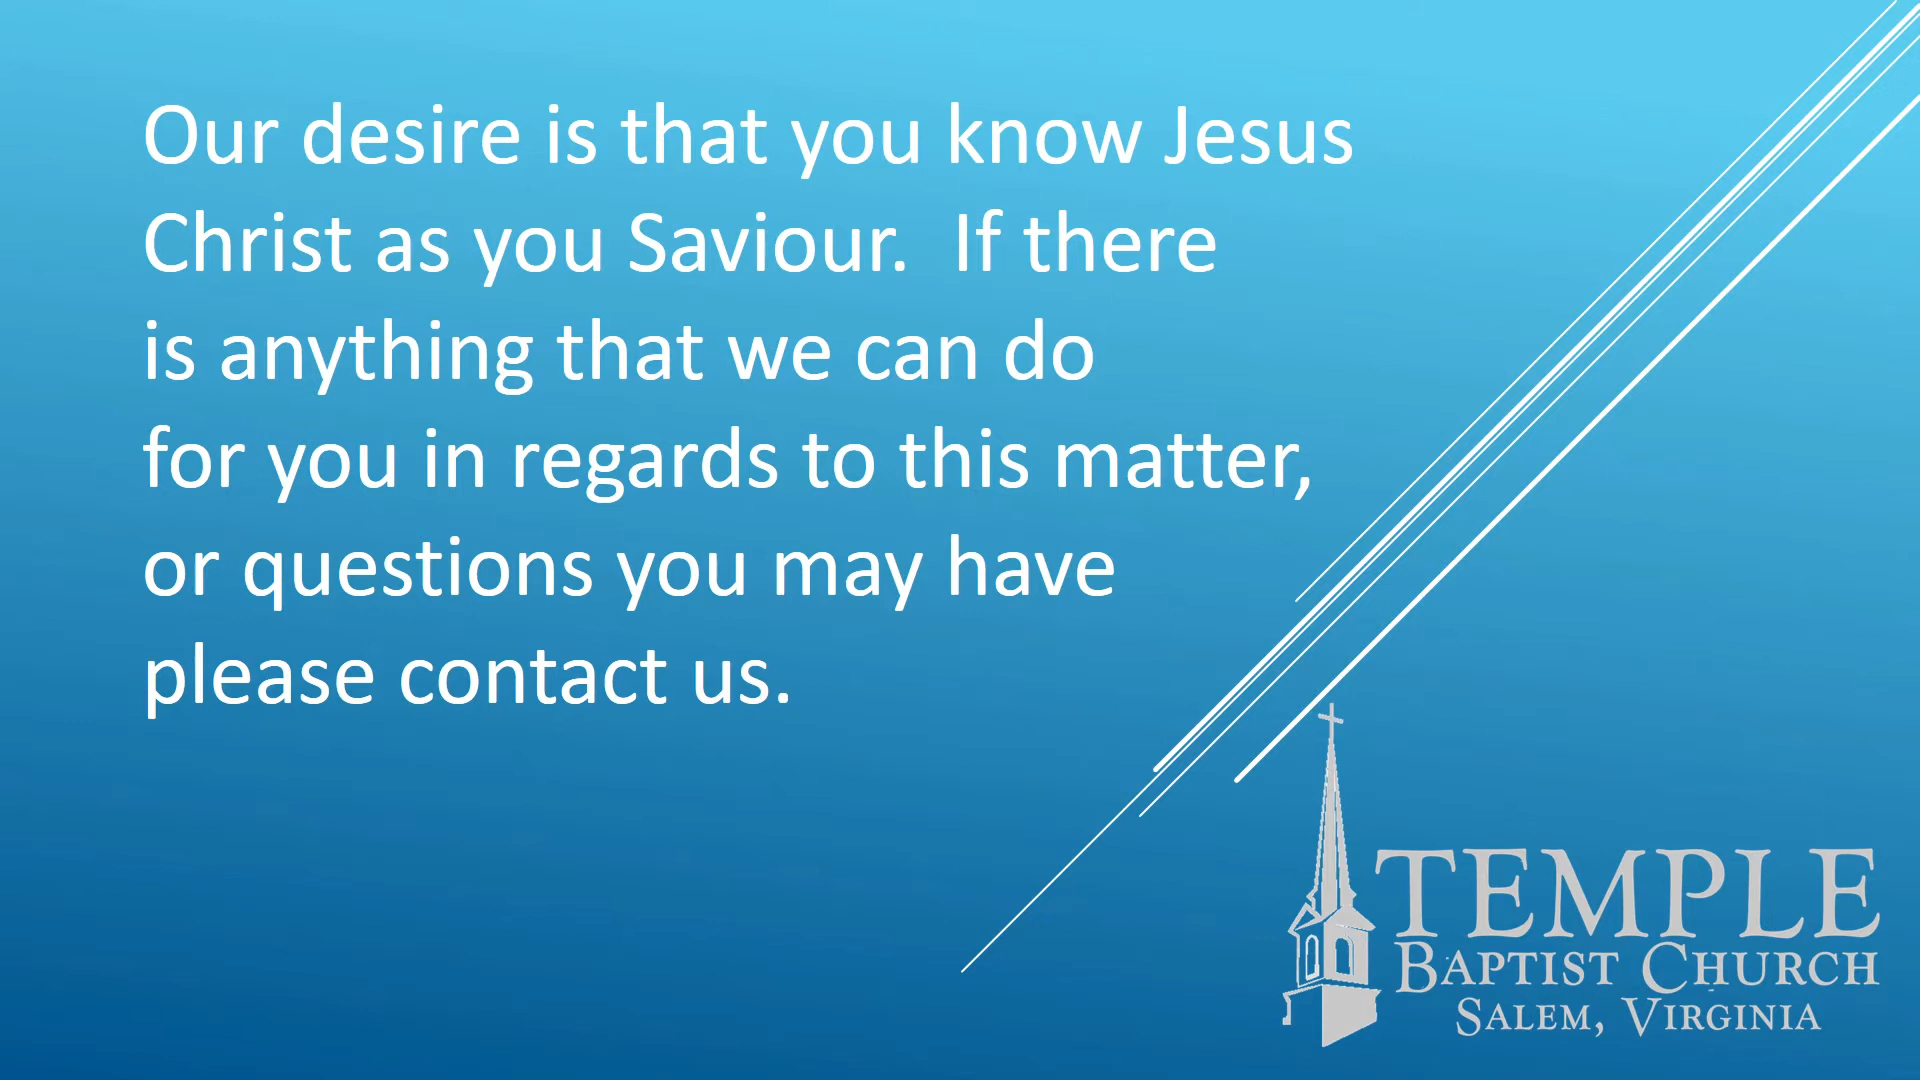 Our desire is that you know Jesus
Christ as you Saviour.  If there
is anything that we can do
for you in regards to this matter,
or questions you may have
please contact us.
TEMPLE
BAPTIST CHURCH
SALEM, VIRGINIA